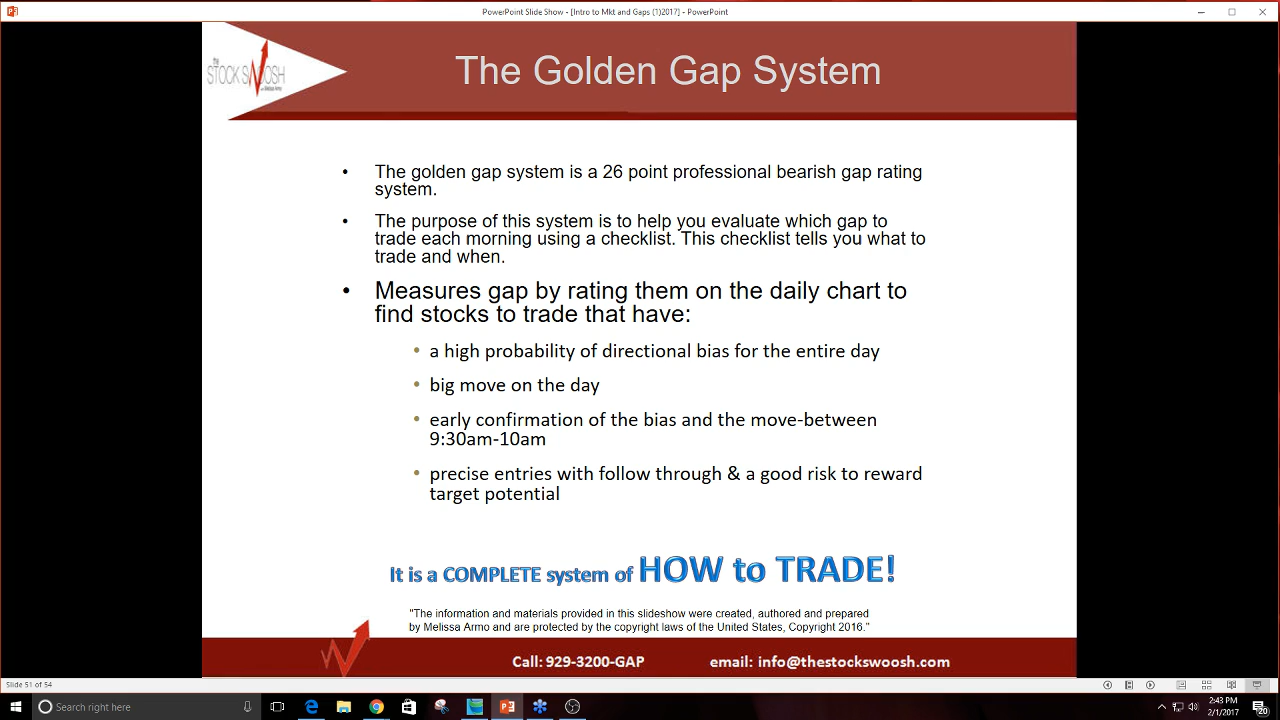 PowerPoint Slide Show - [Intro to Mkt and Gaps (1)2017] - PowerPoint
The STOCK SWOOSH
with Melissa Armo
The Golden Gap System
• The golden gap system is a 26 point professional bearish gap rating
system.
• The purpose of this system is to help you evaluate which gap to
trade each morning using a checklist. This checklist tells you what to
trade and when.
• Measures gap by rating them on the daily chart to
find stocks to trade that have:
• a high probability of directional bias for the entire day
• big move on the day
• early confirmation of the bias and the move-between
9:30am-10am
• precise entries with follow through & a good risk to reward
target potential
It is a COMPLETE system of HOW to TRADE!
"The information and materials provided in this slideshow were created, authored and prepared
by Melissa Armo and are protected by the copyright laws of the United States, Copyright 2016."
Call: 929-3200-GAP email: info@thestockswoosh.com
Slide 51 of 54
Search right here
2:43 PM
2/1/2017
20